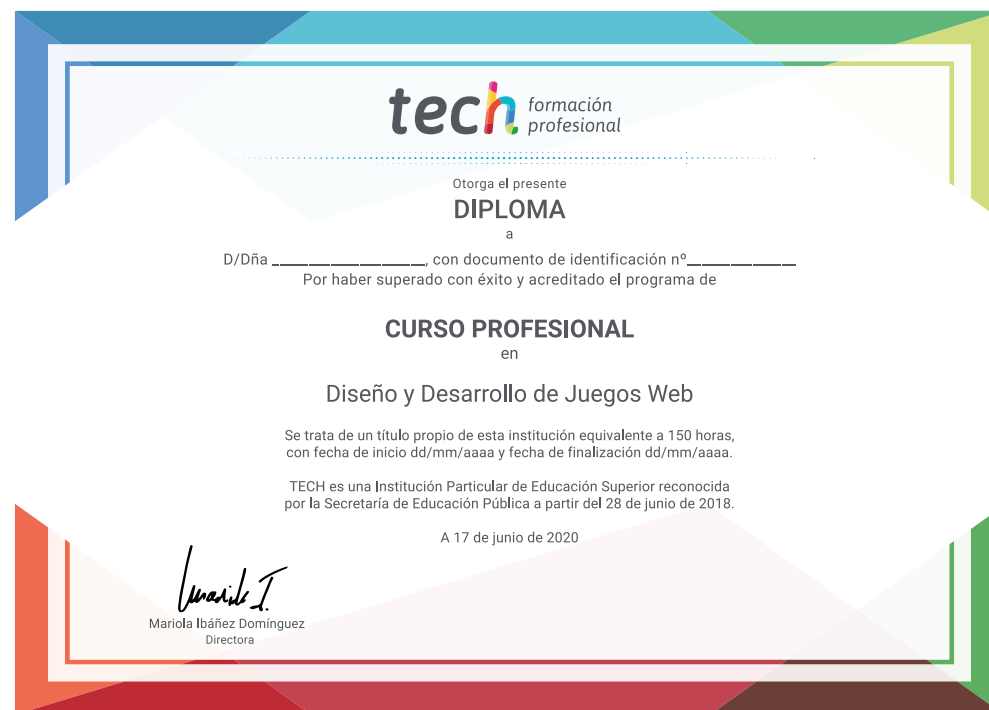 tech formación
profesional
Otorga el presente
DIPLOMA
a
D/Dña ____________________, con documento de identificación nº______________
Por haber superado con éxito y acreditado el programa de
CURSO PROFESIONAL
en
Diseño y Desarrollo de Juegos Web
Se trata de un título propio de esta institución equivalente a 150 horas,
con fecha de inicio dd/mm/aaaa y fecha de finalización dd/mm/aaaa.
TECH es una Institución Particular de Educación Superior reconocida
por la Secretaría de Educación Pública a partir del 28 de junio de 2018.
A 17 de junio de 2020
Mariola I.
Mariola Ibáñez Domínguez
Directora